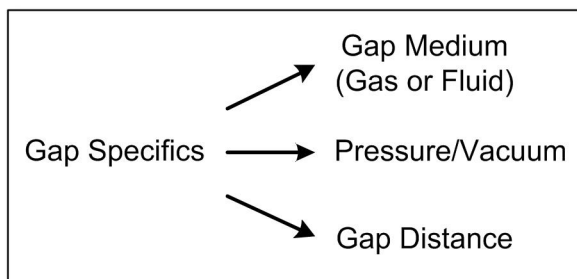 Gap Medium
(Gas or Fluid)
Gap Specifics
Pressure/Vacuum
Gap Distance